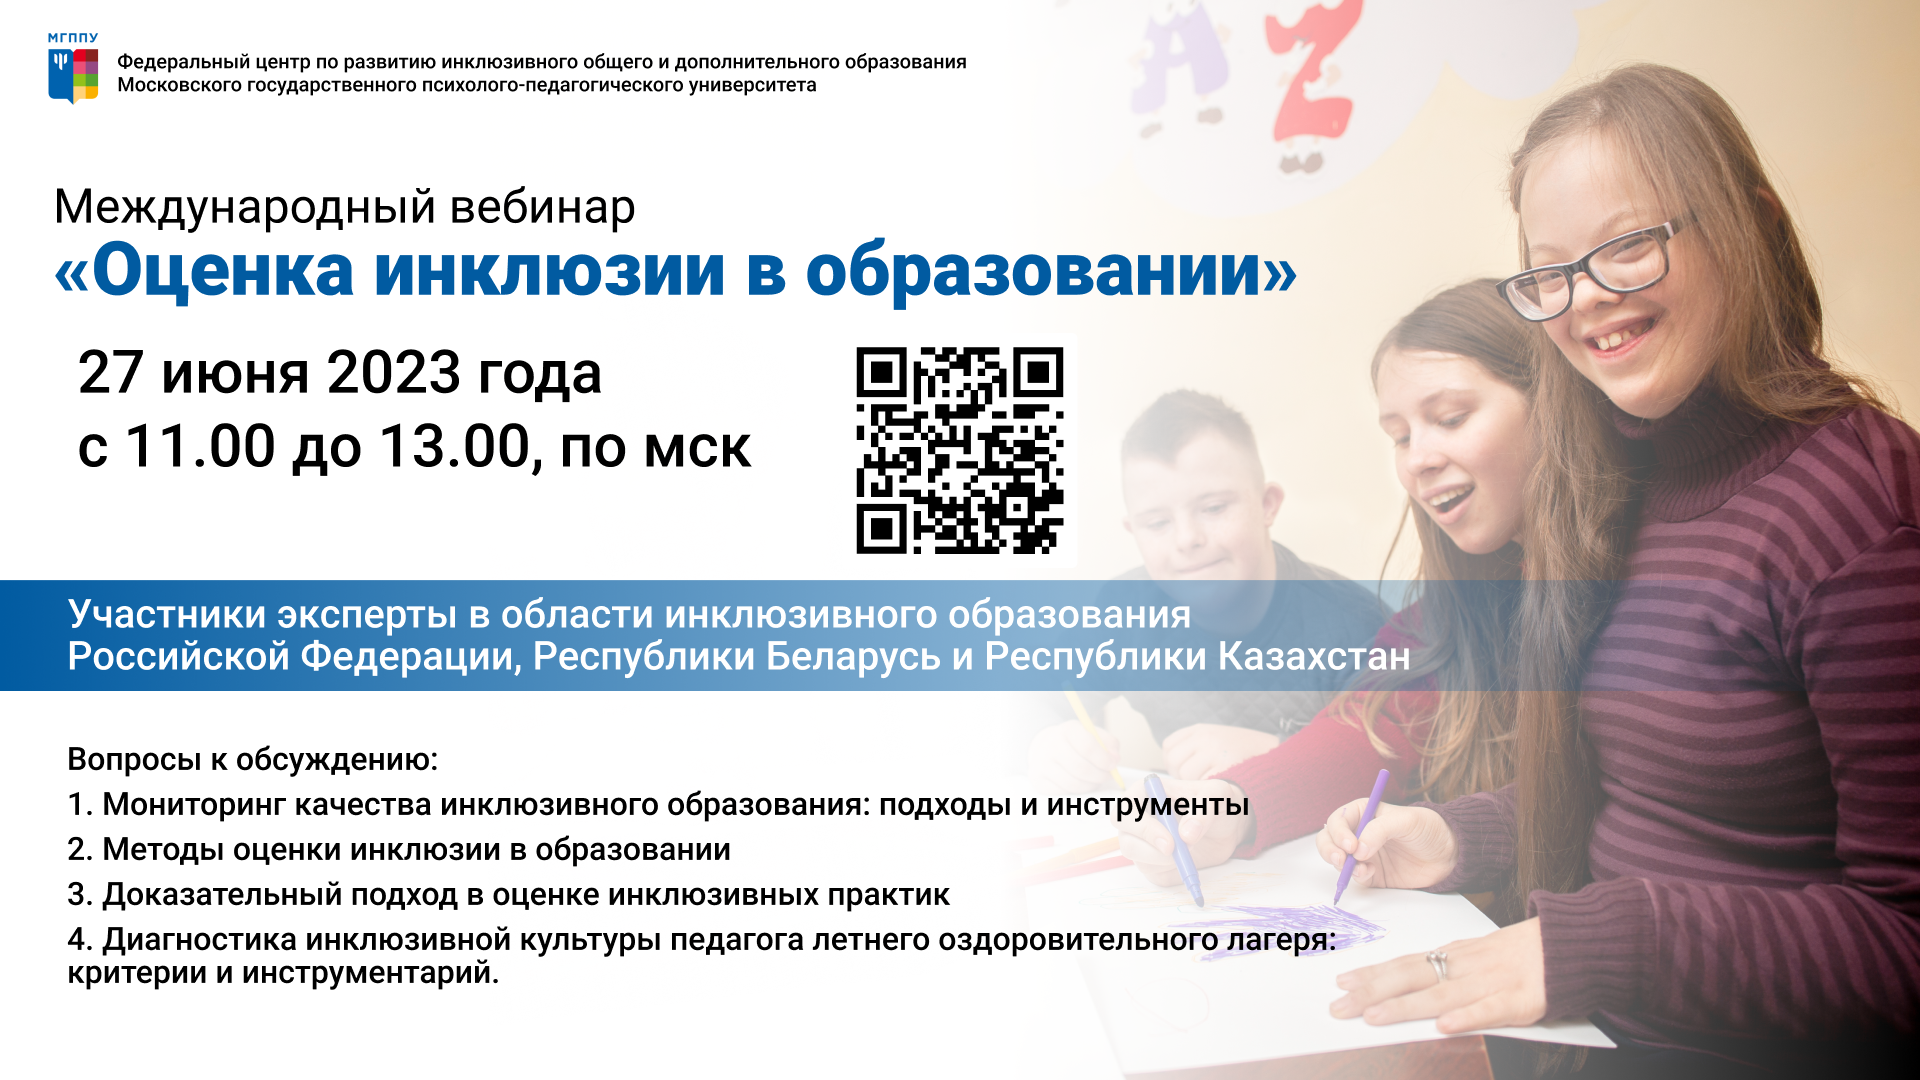 МГППУ
Федеральный центр по развитию инклюзивного общего и дополнительного образования
Московского государственного психолого-педагогического университета
A Z
Международный вебинар
«Оценка инклюзии в образовании»
27 июня 2023 года
с 11.00 до 13.00, по мск
Участники эксперты в области инклюзивного образования
Российской Федерации, Республики Беларусь и Республики Казахстан
Вопросы к обсуждению:
1. Мониторинг качества инклюзивного образования: подходы и инструменты
2. Методы оценки инклюзии в образовании
3. Доказательный подход в оценке инклюзивных практик
4. Диагностика инклюзивной культуры педагога летнего оздоровительного лагеря:
критерии и инструментарий.